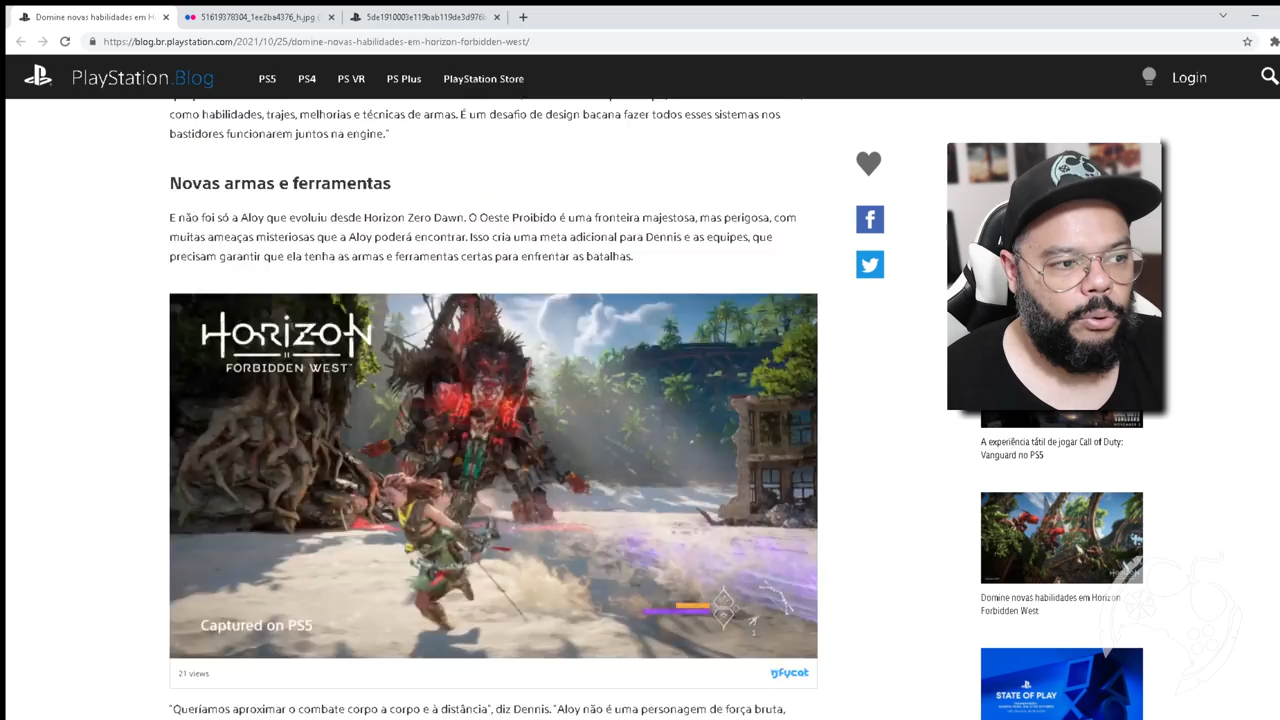 Domine novas habilidades em H
51619378304_1ee2ba4376_h.jpg (
5de1910003e119bab119de3d976b
https://blog.br.playstation.com/2021/10/25/domine-novas-habilidades-em-horizon-forbidden-west/
PlayStation.Blog
PS5
PS4
PS VR
PS Plus
PlayStation Store
Login
como habilidades, trajes, melhorias e técnicas de armas. É um desafio de design bacana fazer todos esses sistemas nos
bastidores funcionarem juntos na engine."
Novas armas e ferramentas
E não foi só a Aloy que evoluiu desde Horizon Zero Dawn. O Oeste Proibido é uma fronteira majestosa, mas perigosa, com
muitas ameaças misteriosas que a Aloy poderá encontrar. Isso cria uma meta adicional para Dennis e as equipes, que
precisam garantir que ela tenha as armas e ferramentas certas para enfrentar as batalhas.
HORIZON
FORBIDDEN WEST
Captured on PS5
1
21 views
gfycat
"Queríamos aproximar o combate corpo a corpo e à distância", diz Dennis. "Aloy não é uma personagem de força bruta,
A experiência tátil de jogar Call of Duty:
Vanguard no PS5
HORIZON
Domine novas habilidades em Horizon
Forbidden West
STATE OF PLAY